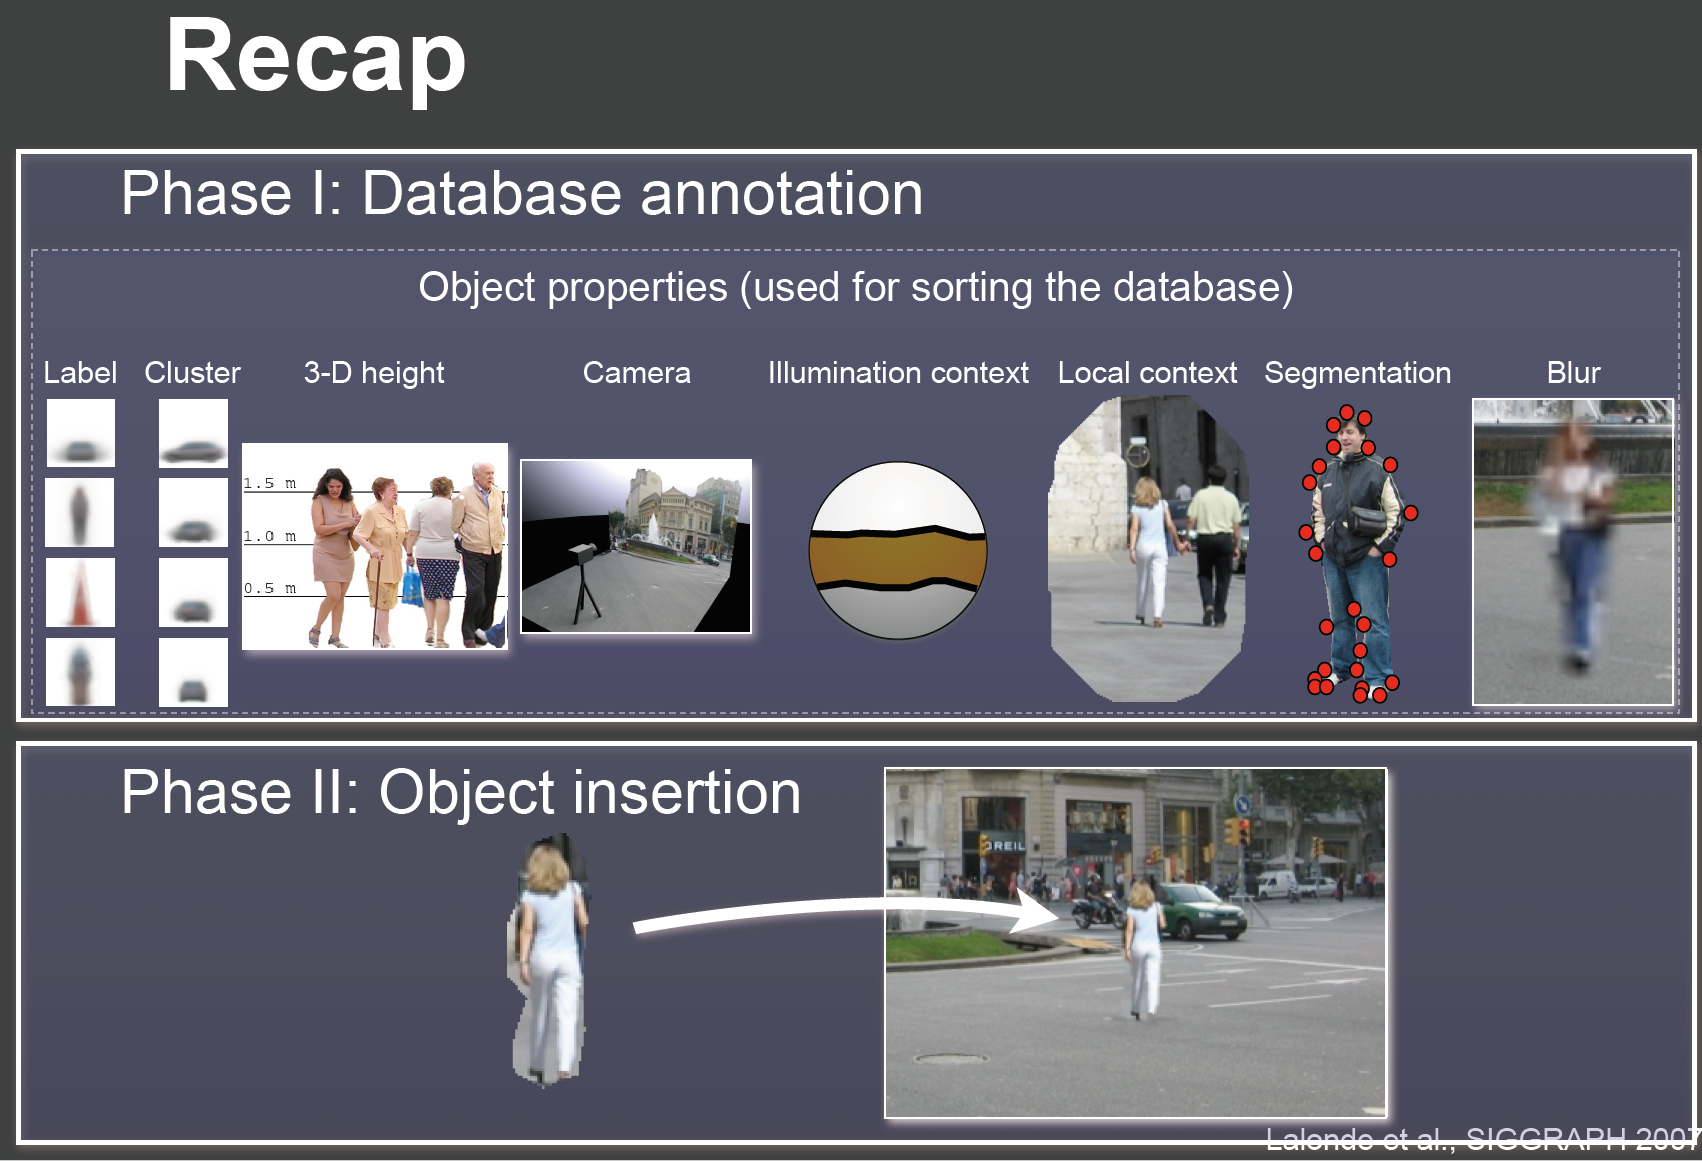 Recap
Phase I: Database annotation
Object properties (used for sorting the database)
Label Cluster 3-D height Camera Illumination context Local context Segmentation Blur
1.5 m
1.0 m
0.5 m
Phase II: Object insertion
OREIL
Lalonde et al., SIGGRAPH 2007